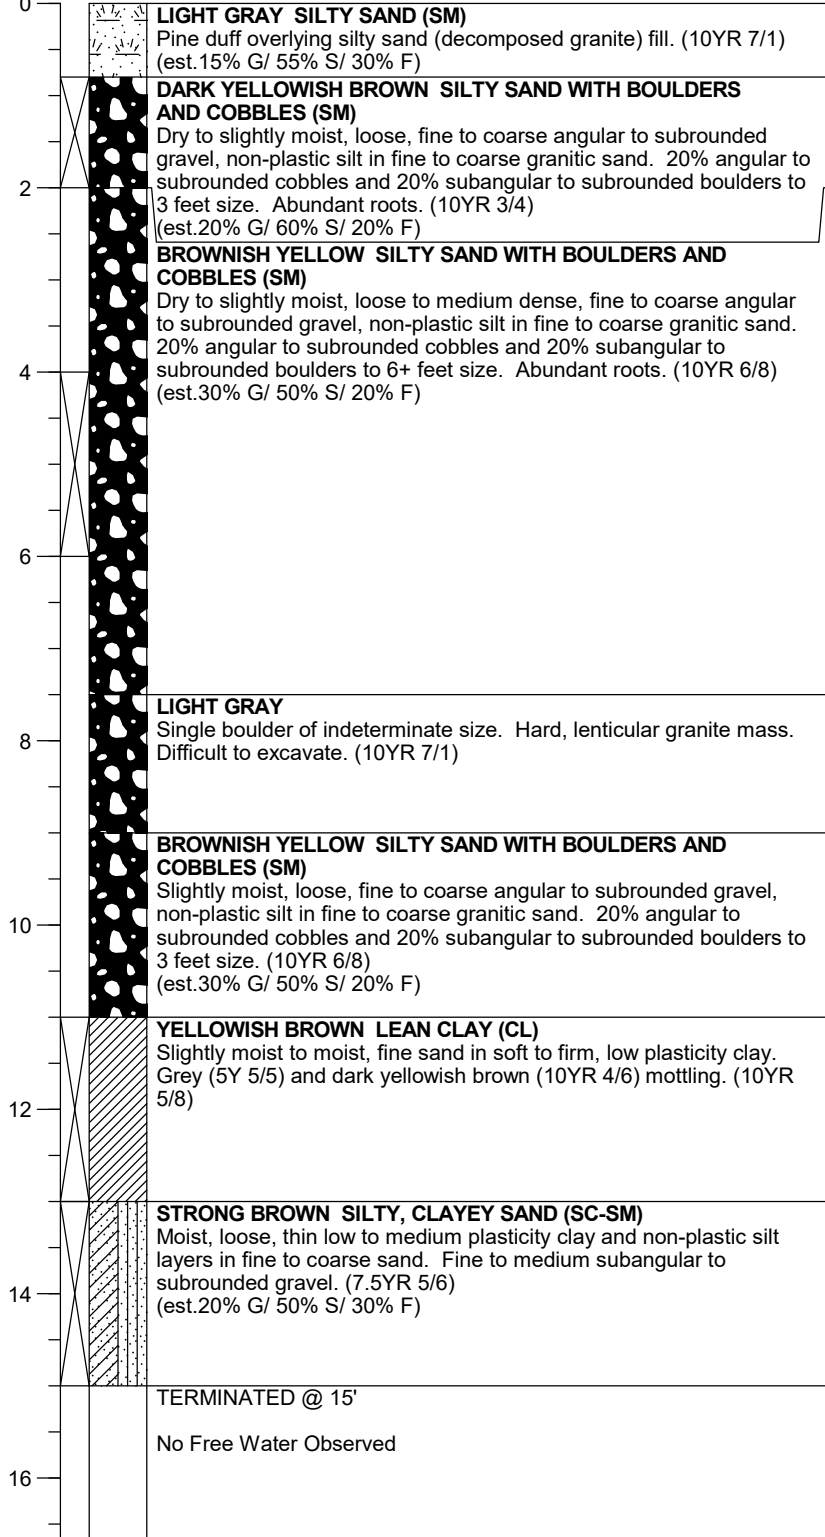 0
LIGHT GRAY  SILTY SAND (SM)
Pine duff overlying silty sand (decomposed granite) fill. (10YR 7/1)
(est.15% G/ 55% S/ 30% F)
DARK YELLOWISH BROWN  SILTY SAND WITH BOULDERS
AND COBBLES (SM)
Dry to slightly moist, loose, fine to coarse angular to subrounded
gravel, non-plastic silt in fine to coarse granitic sand.  20% angular to
2
subrounded cobbles and 20% subangular to subrounded boulders to
3 feet size.  Abundant roots. (10YR 3/4)
(est.20% G/ 60% S/ 20% F)
BROWNISH YELLOW  SILTY SAND WITH BOULDERS AND
COBBLES (SM)
Dry to slightly moist, loose to medium dense, fine to coarse angular
to subrounded gravel, non-plastic silt in fine to coarse granitic sand.
20% angular to subrounded cobbles and 20% subangular to
4
subrounded boulders to 6+ feet size.  Abundant roots. (10YR 6/8)
(est.30% G/ 50% S/ 20% F)
6
LIGHT GRAY
Single boulder of indeterminate size.  Hard, lenticular granite mass.
8
Difficult to excavate. (10YR 7/1)
BROWNISH YELLOW  SILTY SAND WITH BOULDERS AND
COBBLES (SM)
Slightly moist, loose, fine to coarse angular to subrounded gravel,
non-plastic silt in fine to coarse granitic sand.  20% angular to
10
subrounded cobbles and 20% subangular to subrounded boulders to
3 feet size. (10YR 6/8)
(est.30% G/ 50% S/ 20% F)
YELLOWISH BROWN  LEAN CLAY (CL)
Slightly moist to moist, fine sand in soft to firm, low plasticity clay.
Grey (5Y 5/5) and dark yellowish brown (10YR 4/6) mottling. (10YR
5/8)
12
STRONG BROWN  SILTY, CLAYEY SAND (SC-SM)
Moist, loose, thin low to medium plasticity clay and non-plastic silt
layers in fine to coarse sand.  Fine to medium subangular to
subrounded gravel. (7.5YR 5/6)
14
(est.20% G/ 50% S/ 30% F)
TERMINATED @ 15'
No Free Water Observed
16